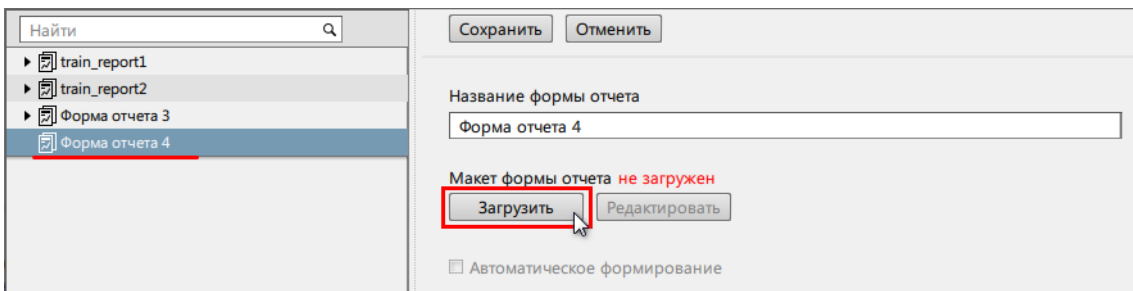 Найти
train_report1
train_report2
Форма отчета 3
Форма отчета 4
Сохранить Отменить
Название формы отчета
Форма отчета 4
Макет формы отчета не загружен
Загрузить Редактировать
Автоматическое формирование